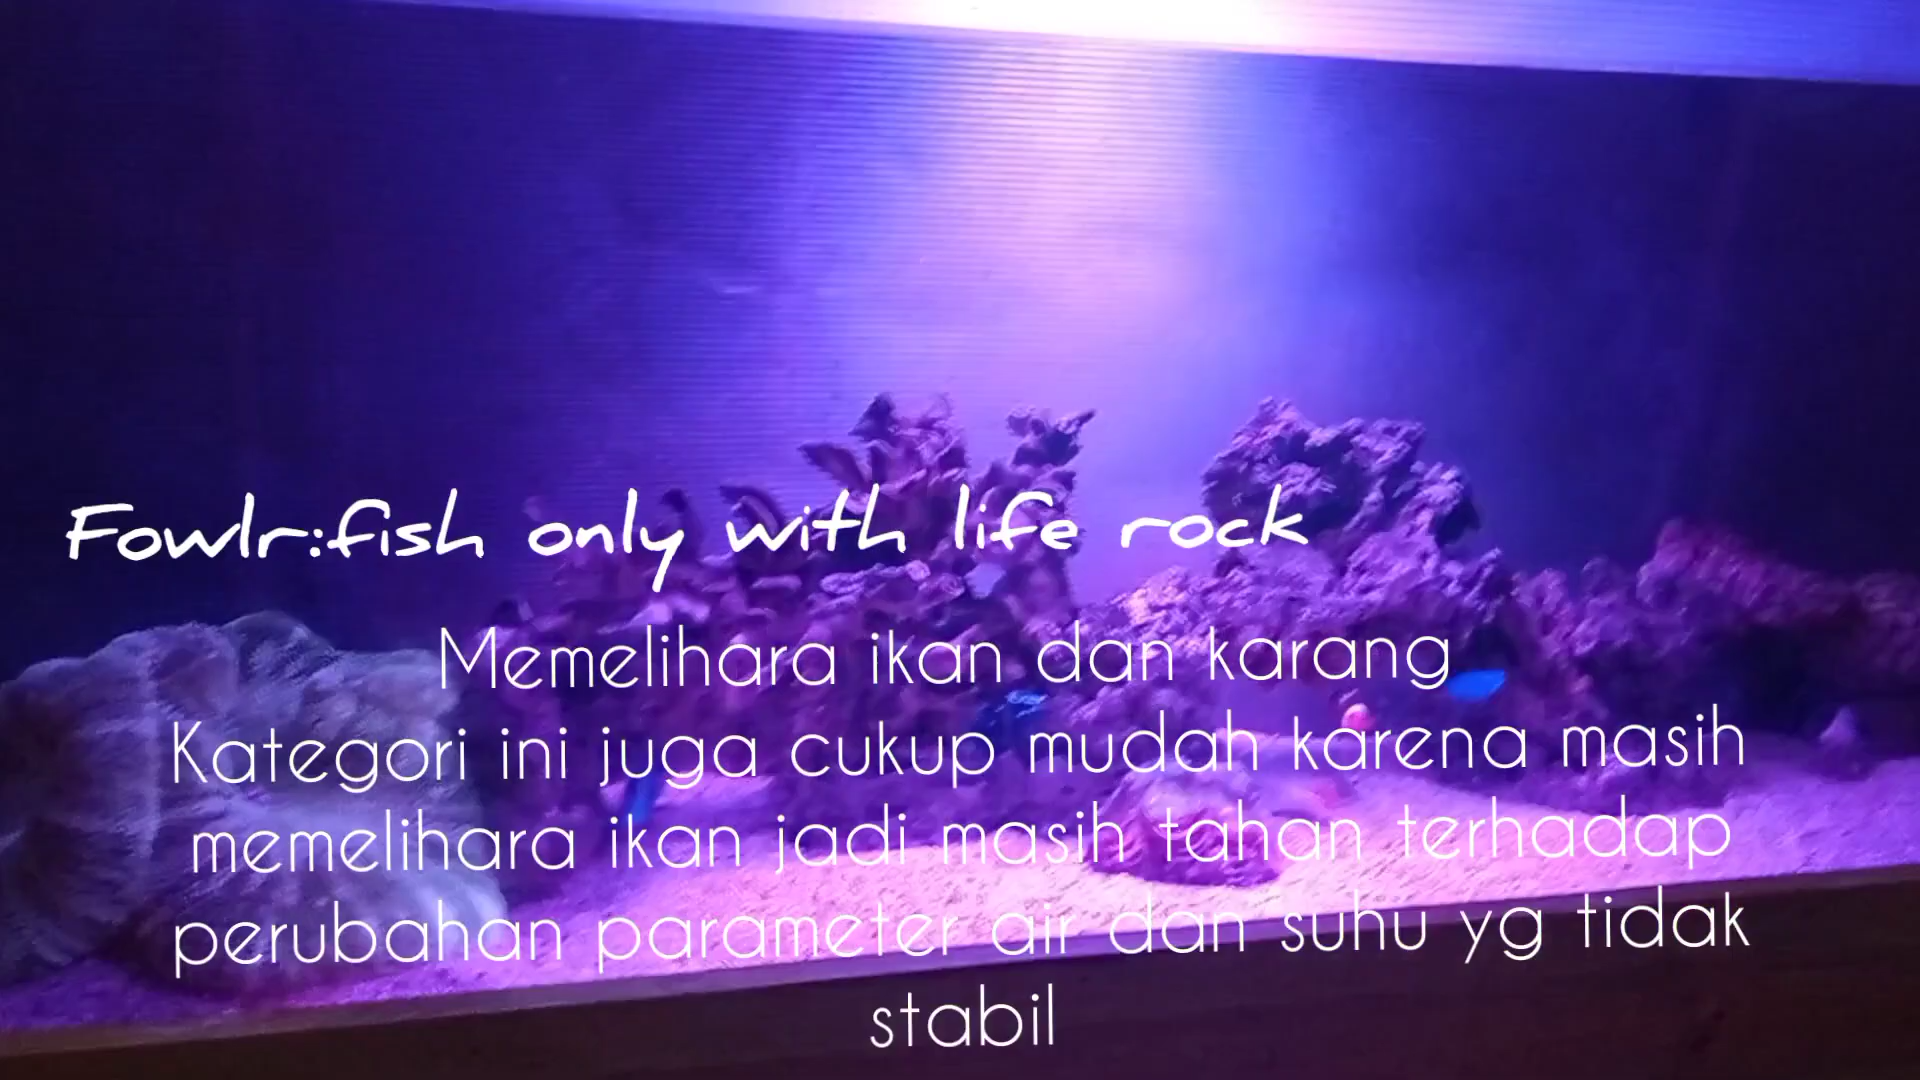 Fowlr:fish only with life rock
Memelihara ikan dan karang
Kategori ini juga cukup mudah karena masih
memelihara ikan jadi masih tahan terhadap
perubahan parameter air dan suhu yg tidak
stabil